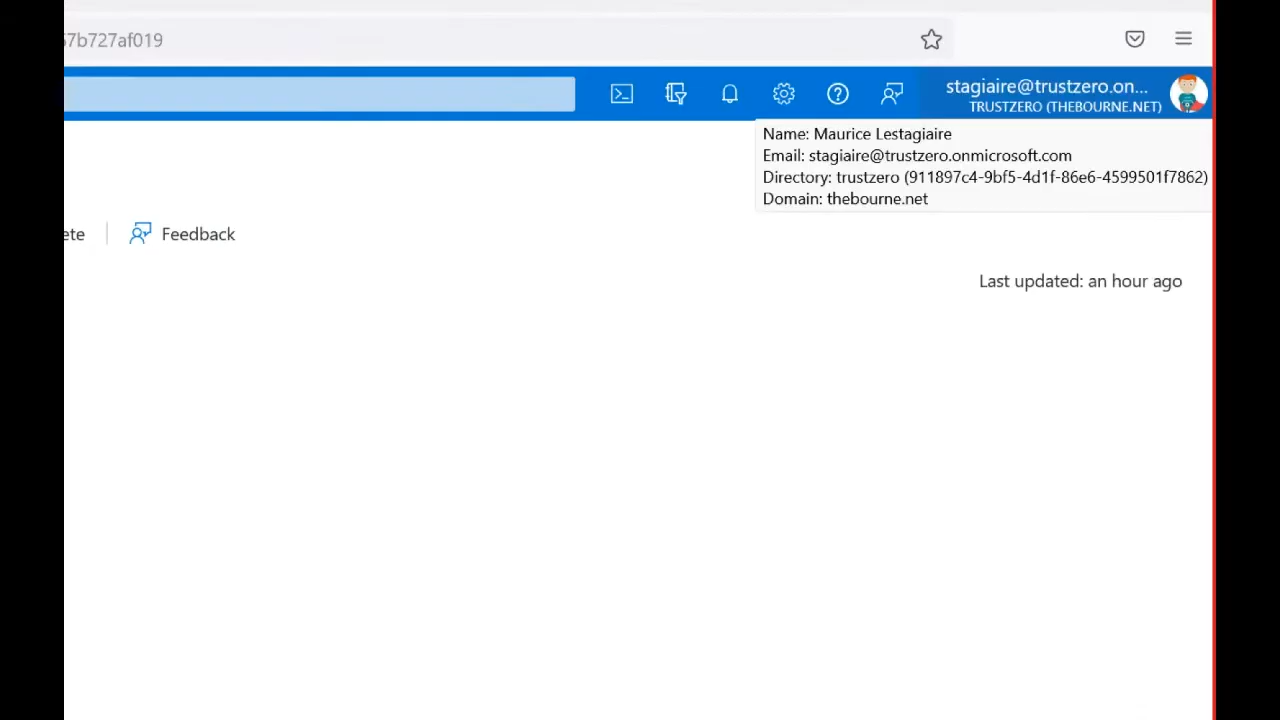 57b727af019
stagiaire@trustzero.on...
TRUSTZERO (THEBOURNE.NET)
Name: Maurice Lestagiaire
Email: stagiaire@trustzero.onmicrosoft.com
Directory: trustzero (911897c4-9bf5-4d1f-86e6-4599501f7862)
Domain: thebourne.net
ete
Feedback
Last updated: an hour ago